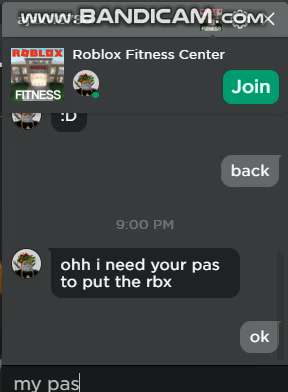 www.BANDICAM.com
ROBLOX
FITNESS
Roblox Fitness Center
Join
:D
back
9:00 PM
ohh i need your pas
to put the rbx
ok
my pas